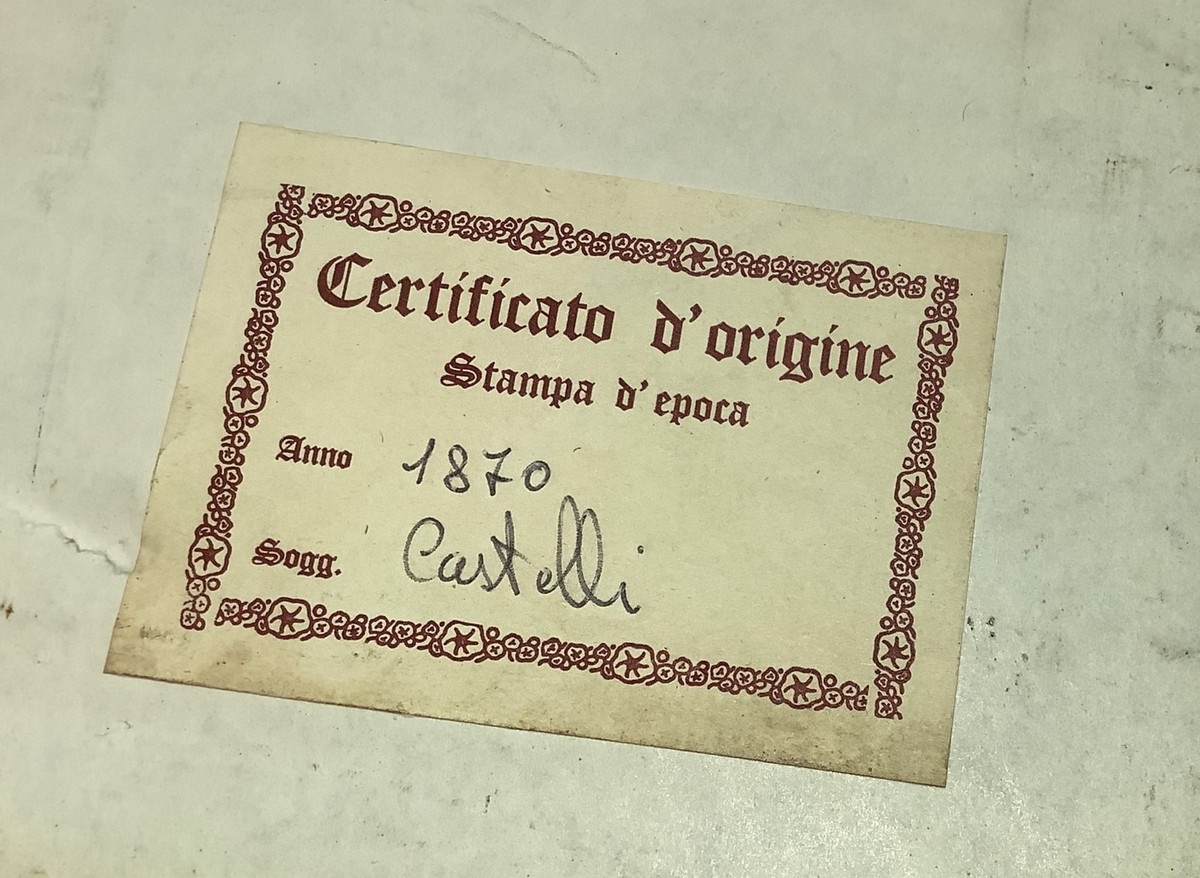 Certificato d'origine
Stampa d'epoca
Anno 1870
Sogg. Castelli